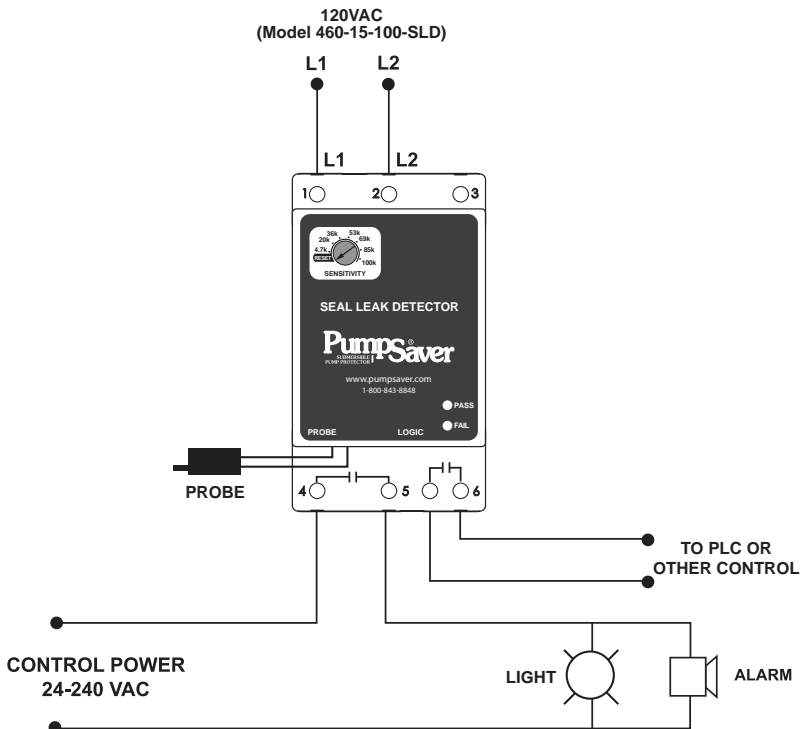 120VAC
(Model 460-15-100-SLD)
L1 L2
L1 L2
1 2 3
36k 53k
20k 69k
4.7k 85k
RESET 100k
SENSITIVITY
SEAL LEAK DETECTOR
PumpSaver®
SUBMERSIBLE
PUMP PROTECTOR
www.pumpsaver.com
1-800-843-8848
PASS
PROBE LOGIC FAIL
PROBE
4 5 6
TO PLC OR
OTHER CONTROL
CONTROL POWER
24-240 VAC
LIGHT
ALARM